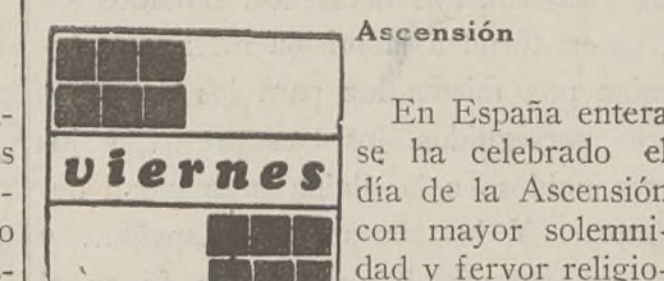 Ascensión
viernes
En España entera
se ha celebrado el
día de la Ascensión
con mayor solemni-
dad y fervor religio-